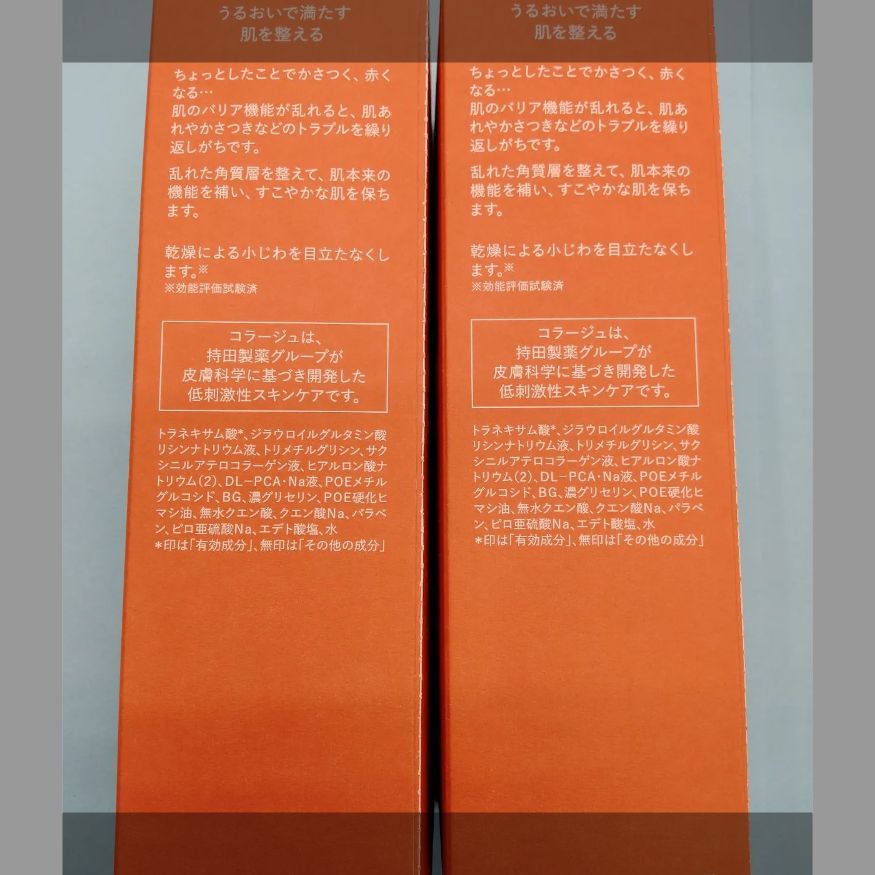 うるおいで満たす
肌を整える
ちょっとしたことでかさつく、赤く
なる…
肌のバリア機能が乱れると、肌あ
れやかさつきなどのトラブルを繰り
返しがちです。
乱れた角質層を整えて、肌本来の
機能を補い、すこやかな肌を保ち
ます。
乾燥による小じわを目立たなくし
ます。※
※効能評価試験済
コラージュは、
持田製薬グループが
皮膚科学に基づき開発した
低刺激性スキンケアです。
トラネキサム酸*、ジラウロイルグルタミン酸
リシンナトリウム液、トリメチルグリシン、サク
シニルアテロコラーゲン液、ヒアルロン酸ナ
トリウム(2)、DL-PCA・Na液、POEメチル
グルコシド、BG、濃グリセリン、POE硬化ヒ
マシ油、無水クエン酸、クエン酸Na、パラベ
ン、ピロ亜硫酸Na、エデト酸塩、水
*印は「有効成分」、無印は「その他の成分」
うるおいで満たす
肌を整える
ちょっとしたことでかさつく、赤く
なる…
肌のバリア機能が乱れると、肌あ
れやかさつきなどのトラブルを繰り
返しがちです。
乱れた角質層を整えて、肌本来の
機能を補い、すこやかな肌を保ち
ます。
乾燥による小じわを目立たなくし
ます。※
※効能評価試験済
コラージュは、
持田製薬グループが
皮膚科学に基づき開発した
低刺激性スキンケアです。
トラネキサム酸*、ジラウロイルグルタミン酸
リシンナトリウム液、トリメチルグリシン、サク
シニルアテロコラーゲン液、ヒアルロン酸ナ
トリウム(2)、DL-PCA・Na液、POEメチル
グルコシド、BG、濃グリセリン、POE硬化ヒ
マシ油、無水クエン酸、クエン酸Na、パラベ
ン、ピロ亜硫酸Na、エデト酸塩、水
*印は「有効成分」、無印は「その他の成分」